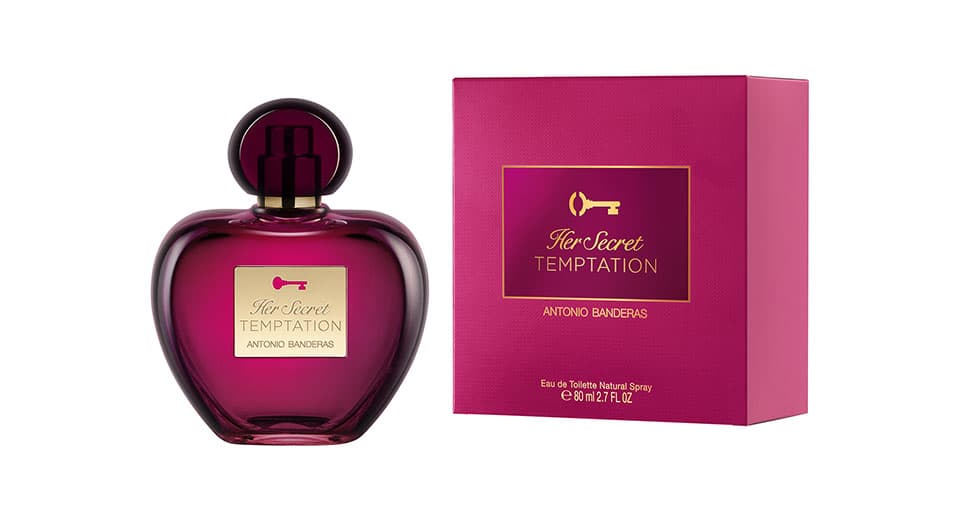 Her Secret
TEMPTATION
ANTONIO BANDERAS
Her Secret
TEMPTATION
ANTONIO BANDERAS
Eau de Toilette Natural Spray
℮ 80 ml 2.7 FL OZ